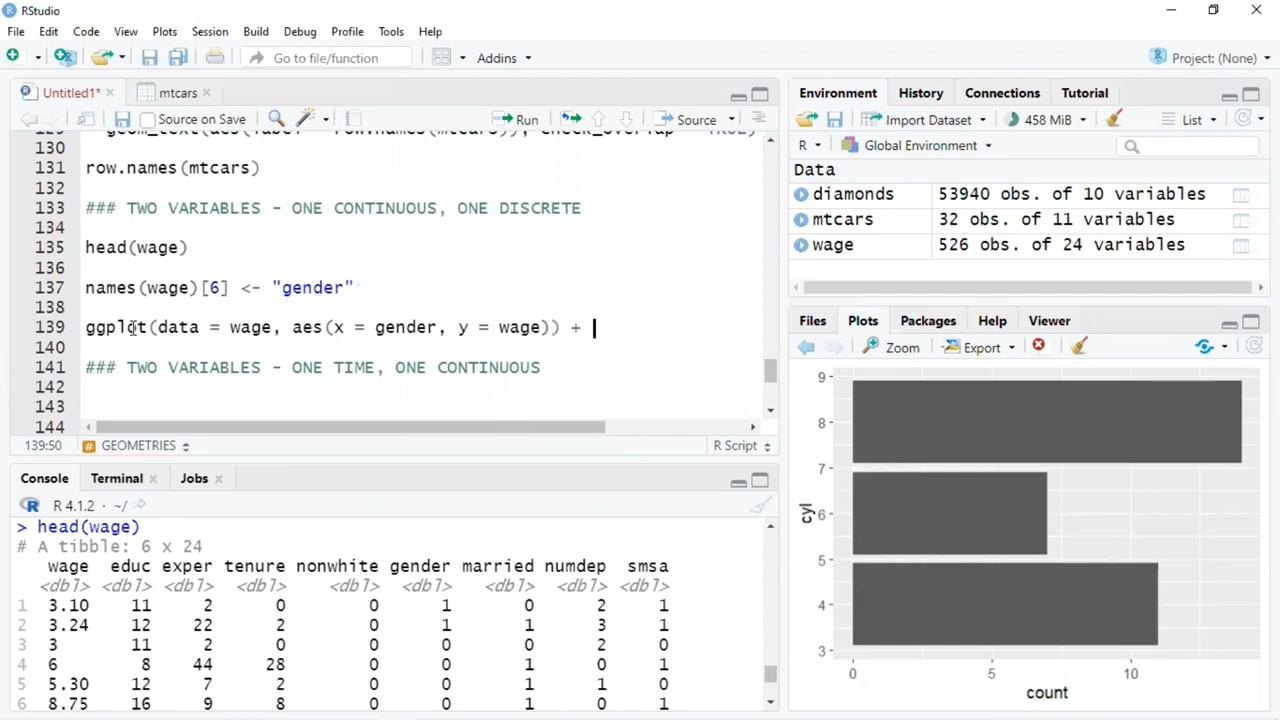 RStudio
File Edit Code View Plots Session Build Debug Profile Tools Help
Go to file/function Addins Project: (None)
Untitled1* mtcars
Source on Save Run Source
130
131 row.names(mtcars)
132
133 ### TWO VARIABLES - ONE CONTINUOUS, ONE DISCRETE
134
135 head(wage)
136
137 names(wage)[6] <- "gender"
138
139 ggplot(data = wage, aes(x = gender, y = wage)) +
140
141 ### TWO VARIABLES - ONE TIME, ONE CONTINUOUS
142
143
144
139:50 # GEOMETRIES R Script
Console Terminal Jobs
R R 4.1.2 · ~/
> head(wage)
# A tibble: 6 x 24
wage educ exper tenure nonwhite gender married numdep smsa
<dbl> <dbl> <dbl> <dbl> <dbl> <dbl> <dbl> <dbl> <dbl>
1 3.10 11 2 0 0 1 0 2 1
2 3.24 12 22 2 0 1 1 3 1
3 3 11 2 0 0 0 0 2 0
4 6 8 44 28 0 0 1 0 1
5 5.30 12 7 2 0 0 1 1 0
6 8.75 16 9 8 0 0 1 0 1
Environment History Connections Tutorial
Import Dataset 458 MiB List
R Global Environment
Data
diamonds 53940 obs. of 10 variables
mtcars 32 obs. of 11 variables
wage 526 obs. of 24 variables
Files Plots Packages Help Viewer
Zoom Export
9
8
7
6
5
4
3
cyl
0 5 10
count